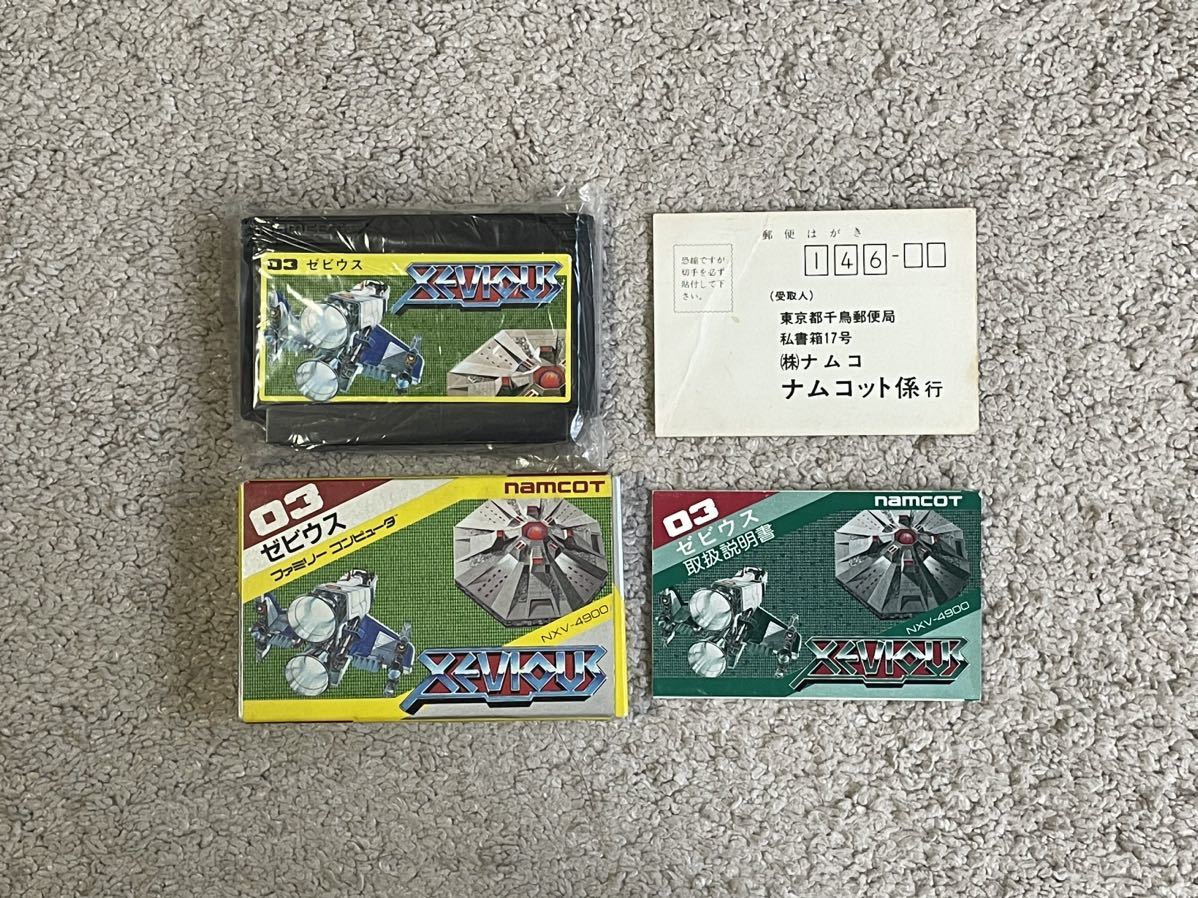 03 ゼビウス
XEVIOUS
郵便はがき
恐縮ですが
切手を必ず
貼付して下
さい。
146-
(受取人)
東京都千鳥郵便局
私書箱17号
(株)ナムコ
ナムコット係行
03
ゼビウス
ファミリーコンピュータ™
namcot
NXV-4900
XEVIOUS
03
ゼビウス
取扱説明書
namcot
NXV-4900
XEVIOUS